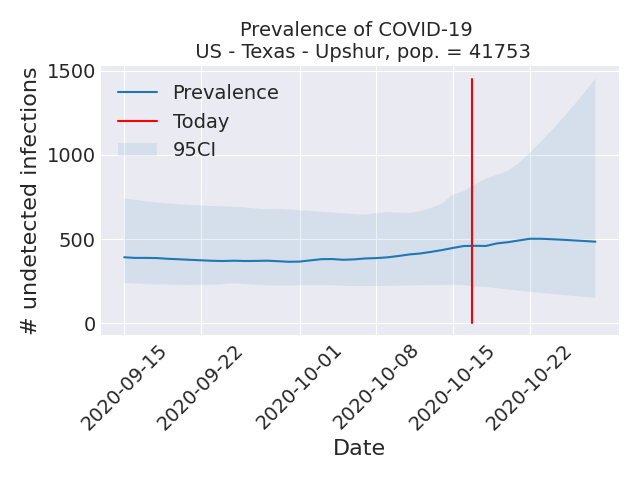 Prevalence of COVID-19
US - Texas - Upshur, pop. = 41753
# undetected infections
1500
1000
500
0
Prevalence
Today
95CI
2020-09-15
2020-09-22
2020-10-01
2020-10-08
2020-10-15
2020-10-22
Date